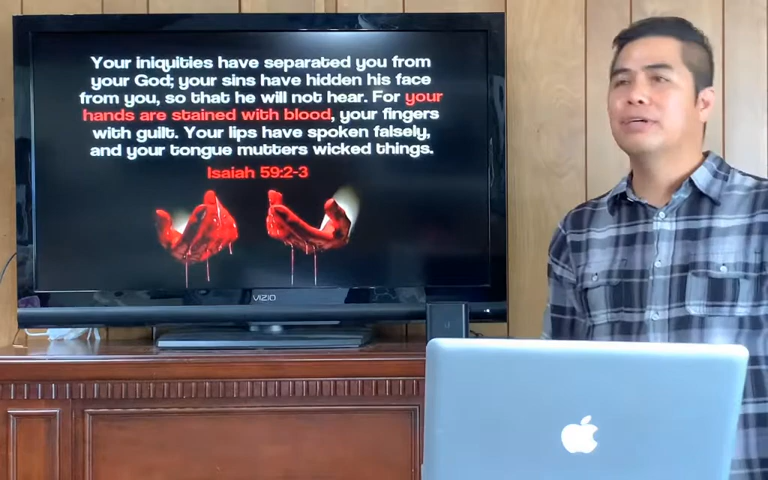 Your iniquities have separated you from
your God; your sins have hidden his face
from you, so that he will not hear. For your
hands are stained with blood, your fingers
with guilt. Your lips have spoken falsely,
and your tongue mutters wicked things.
Isaiah 59:2-3
VIZIO